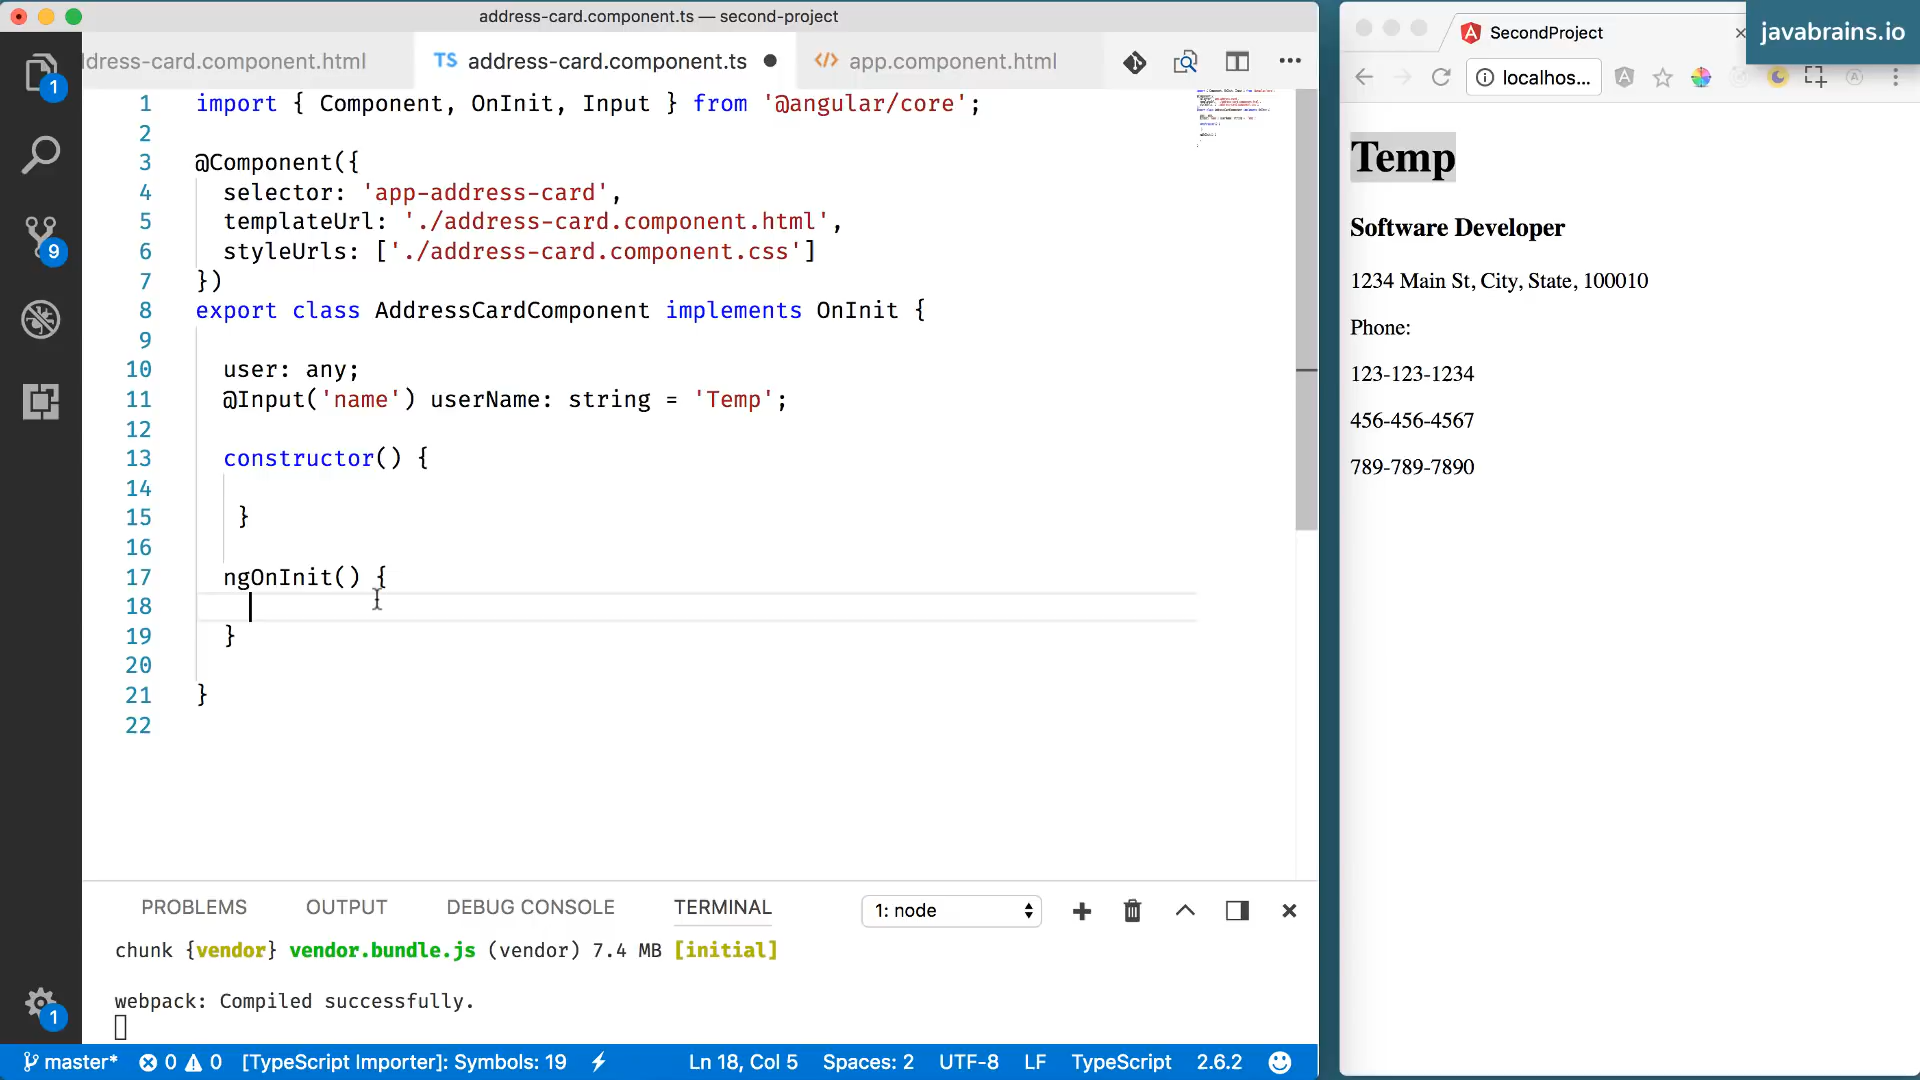 address-card.component.ts — second-project
dress-card.component.html
TS address-card.component.ts
</> app.component.html
1 import { Component, OnInit, Input } from '@angular/core';
2
3 @Component({
4 selector: 'app-address-card',
5 templateUrl: './address-card.component.html',
6 styleUrls: ['./address-card.component.css']
7 })
8 export class AddressCardComponent implements OnInit {
9
10 user: any;
11 @Input('name') userName: string = 'Temp';
12
13 constructor() {
14
15 }
16
17 ngOnInit() {
18
19 }
20
21 }
22
1
9
1
PROBLEMS OUTPUT DEBUG CONSOLE TERMINAL 1: node
chunk {vendor} vendor.bundle.js (vendor) 7.4 MB [initial]
webpack: Compiled successfully.
master* 0 0 [TypeScript Importer]: Symbols: 19 Ln 18, Col 5 Spaces: 2 UTF-8 LF TypeScript 2.6.2
SecondProject
javabrains.io
localhos...
Temp
Software Developer
1234 Main St, City, State, 100010
Phone:
123-123-1234
456-456-4567
789-789-7890